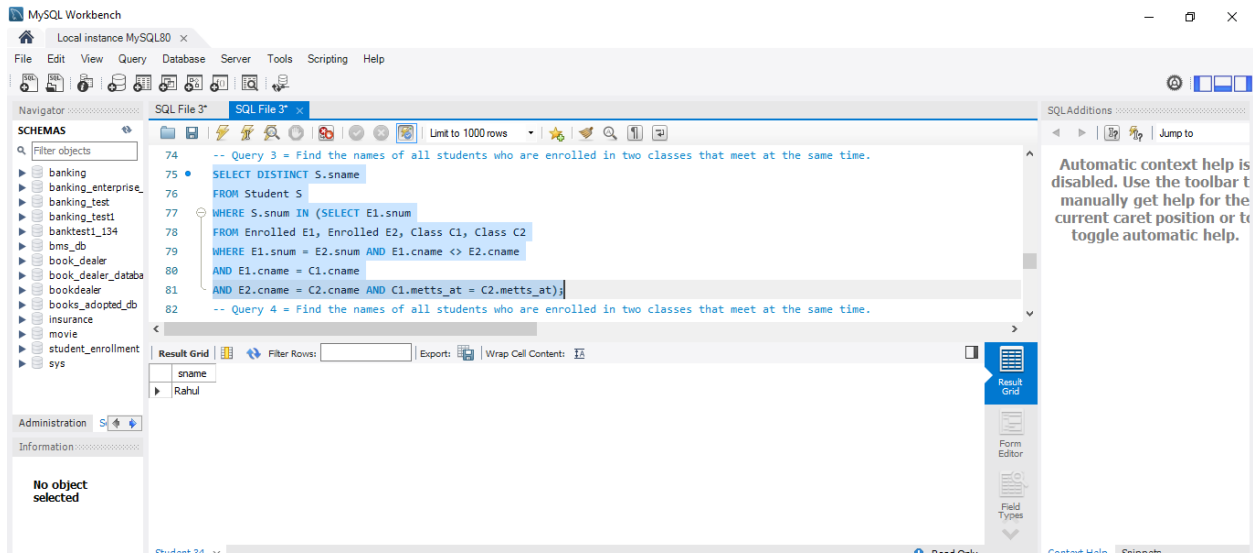 MySQL Workbench
Local instance MySQL80
File Edit View Query Database Server Tools Scripting Help
Navigator
SQL File 3*
SQL File 3*
SQLAdditions
SCHEMAS
Limit to 1000 rows
Jump to
Filter objects
banking
banking_enterprise_
banking_test
banking_test1
banktest1_134
bms_db
book_dealer
book_dealer_databa
bookdealer
books_adopted_db
insurance
movie
student_enrollment
sys
74 -- Query 3 = Find the names of all students who are enrolled in two classes that meet at the same time.
75 SELECT DISTINCT S.sname
76 FROM Student S
77 WHERE S.snum IN (SELECT E1.snum
78 FROM Enrolled E1, Enrolled E2, Class C1, Class C2
79 WHERE E1.snum = E2.snum AND E1.cname <> E2.cname
80 AND E1.cname = C1.cname
81 AND E2.cname = C2.cname AND C1.metts_at = C2.metts_at);
82 -- Query 4 = Find the names of all students who are enrolled in two classes that meet at the same time.
Automatic context help is
disabled. Use the toolbar t
manually get help for the
current caret position or to
toggle automatic help.
Result Grid Filter Rows: Export: Wrap Cell Content:
sname
Rahul
Result
Grid
Form
Editor
Field
Types
Administration
Information
No object
selected
Student 34
Read Only
Context Help Snippets